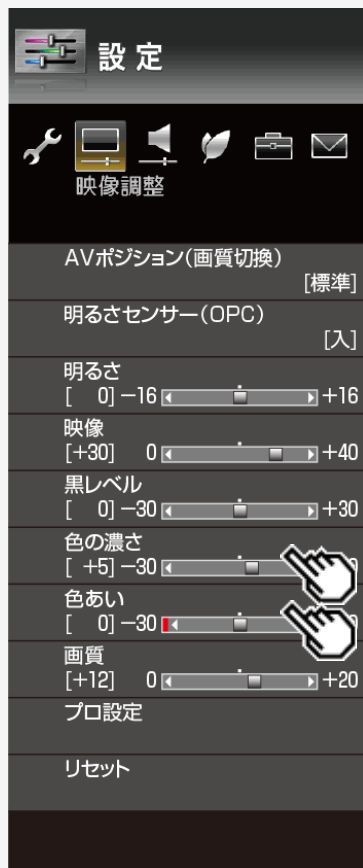 設定
映像調整
AVポジション(画質切換)
[標準]
明るさセンサー(OPC)
[入]
明るさ
[ 0] －16 +16
映像
[+30] 0 +40
黒レベル
[ 0] －30 +30
色の濃さ
[ +5] －30
色あい
[ 0] －30
画質
[+12] 0 +20
プロ設定
リセット